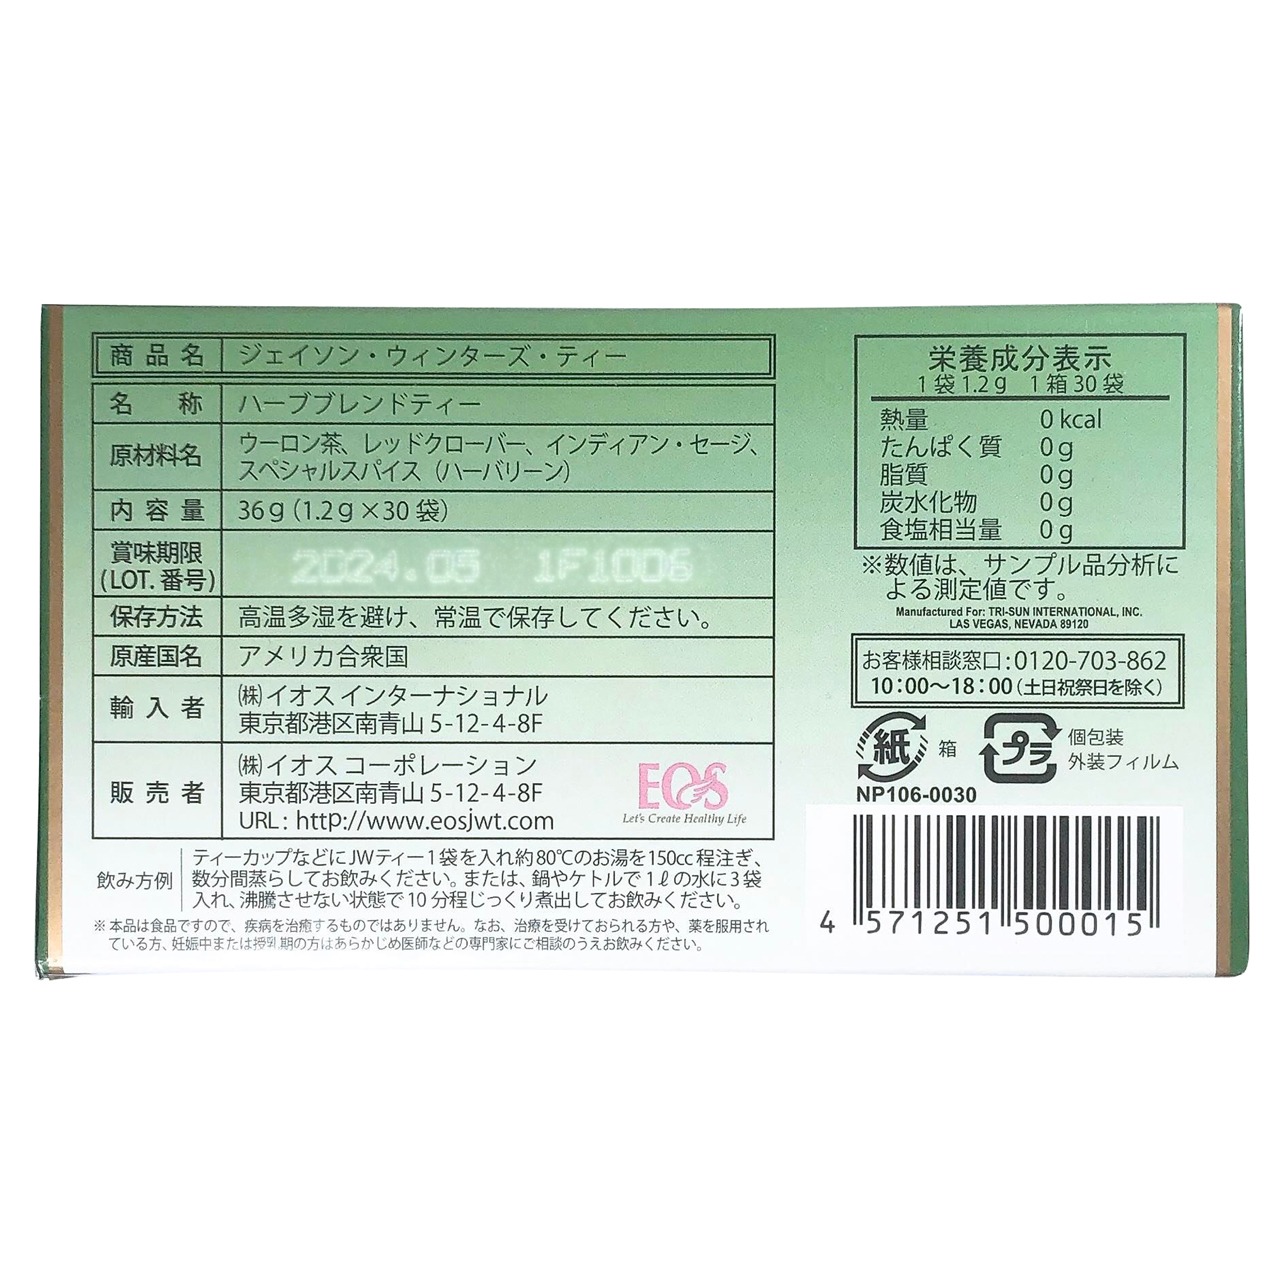 商品名 ジェイソン・ウィンターズ・ティー
名称 ハーブブレンドティー
原材料名 ウーロン茶、レッドクローバー、インディアン・セージ、
スペシャルスパイス（ハーバリーン）
内容量 36g（1.2g×30袋）
賞味期限
(LOT.番号) 2024.05 1F1006
保存方法 高温多湿を避け、常温で保存してください。
原産国名 アメリカ合衆国
輸入者 ㈱イオス インターナショナル
東京都港区南青山5-12-4-8F
販売者 ㈱イオス コーポレーション
東京都港区南青山5-12-4-8F
URL: http://www.eosjwt.com
EOS
Let's Create Healthy Life
飲み方例 ティーカップなどにJWティー1袋を入れ約80℃のお湯を150cc程注ぎ、
数分間蒸らしてお飲みください。または、鍋やケトルで1ℓの水に3袋
入れ、沸騰させない状態で10分程じっくり煮出してお飲みください。
※本品は食品ですので、疾病を治癒するものではありません。なお、治療を受けておられる方や、薬を服用され
ている方、妊娠中または授乳期の方はあらかじめ医師などの専門家にご相談のうえお飲みください。
栄養成分表示
1袋1.2g 1箱30袋
熱量 0kcal
たんぱく質 0g
脂質 0g
炭水化物 0g
食塩相当量 0g
※数値は、サンプル品分析に
よる測定値です。
Manufactured For: TRI-SUN INTERNATIONAL, INC.
LAS VEGAS, NEVADA 89120
お客様相談窓口:0120-703-862
10:00～18:00（土日祝祭日を除く）
紙 箱
プラ 個包装
外装フィルム
NP106-0030
4 571251 500015